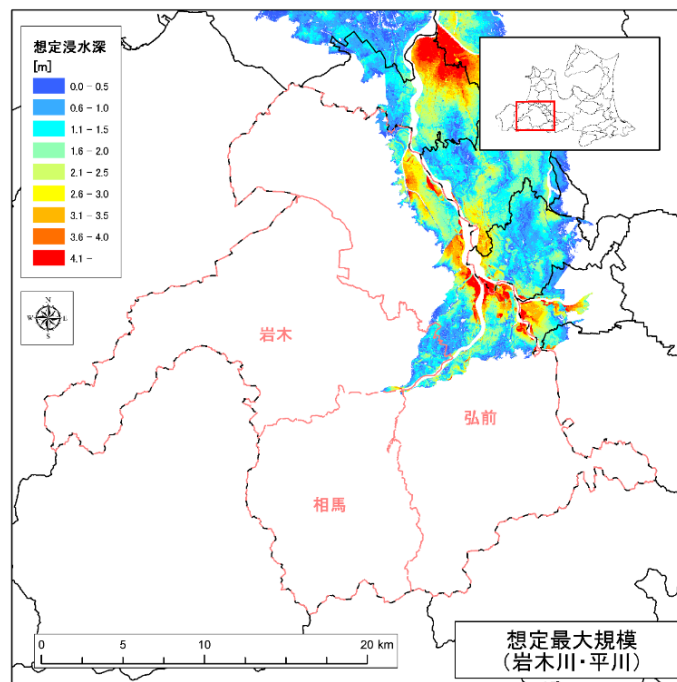 想定浸水深
[m]
0.0 - 0.5
0.6 - 1.0
1.1 - 1.5
1.6 - 2.0
2.1 - 2.5
2.6 - 3.0
3.1 - 3.5
3.6 - 4.0
4.1 -
N
W
L
S
岩木
弘前
相馬
0
5
10
20 km
想定最大規模
(岩木川・平川)